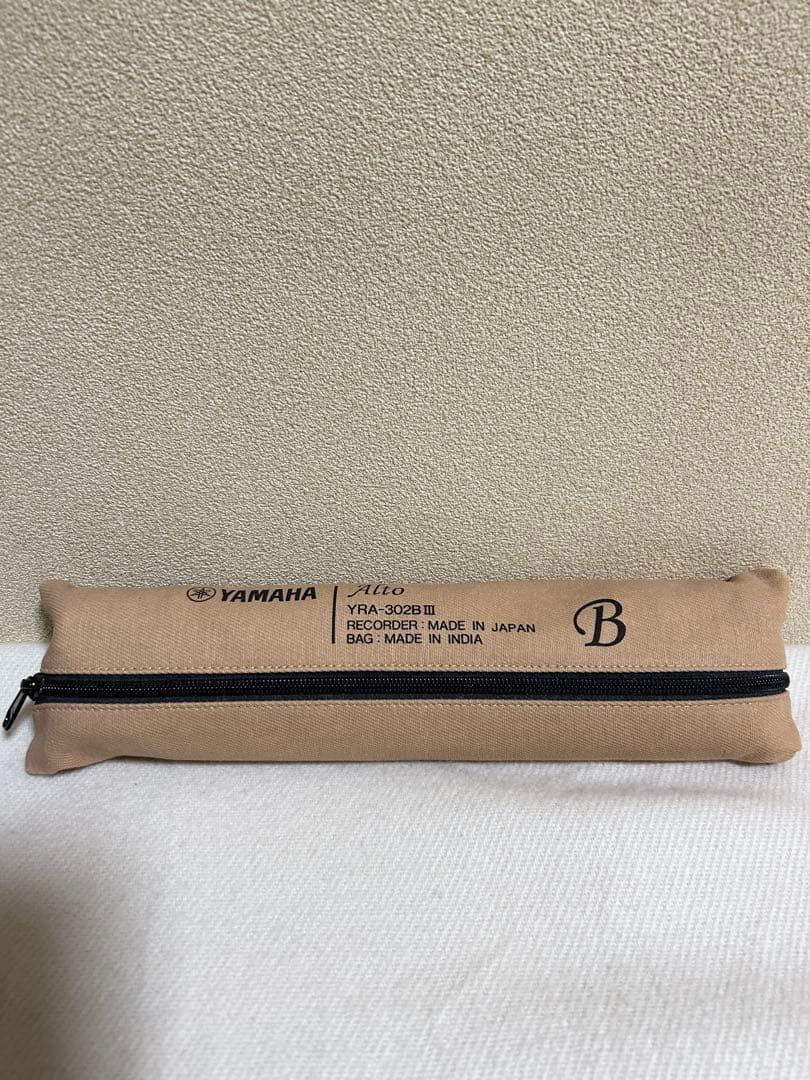 YAMAHA
Alto
YRA-302BⅢ
RECORDER : MADE IN JAPAN
BAG : MADE IN INDIA
B